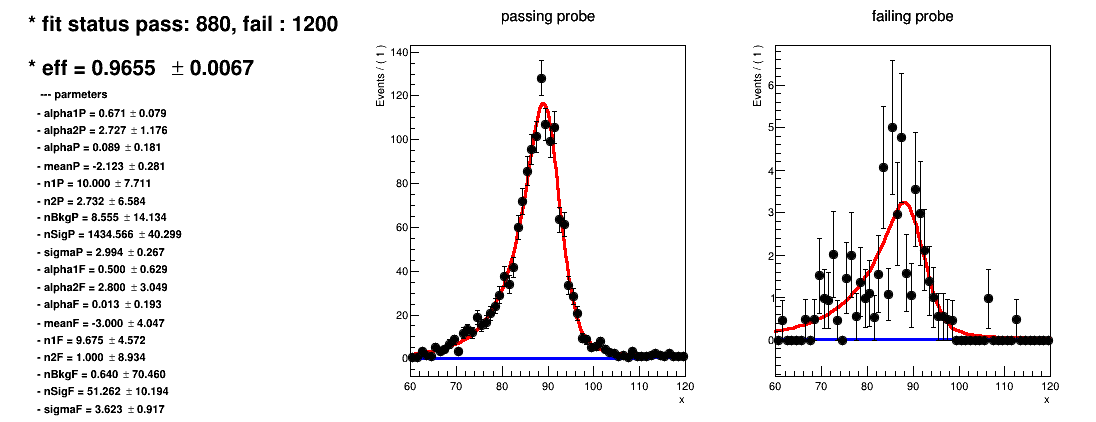 * fit status pass: 880, fail : 1200
* eff = 0.9655 ± 0.0067
--- parmeters
- alpha1P = 0.671 ± 0.079
- alpha2P = 2.727 ± 1.176
- alphaP = 0.089 ± 0.181
- meanP = -2.123 ± 0.281
- n1P = 10.000 ± 7.711
- n2P = 2.732 ± 6.584
- nBkgP = 8.555 ± 14.134
- nSigP = 1434.566 ± 40.299
- sigmaP = 2.994 ± 0.267
- alpha1F = 0.500 ± 0.629
- alpha2F = 2.800 ± 3.049
- alphaF = 0.013 ± 0.193
- meanF = -3.000 ± 4.047
- n1F = 9.675 ± 4.572
- n2F = 1.000 ± 8.934
- nBkgF = 0.640 ± 70.460
- nSigF = 51.262 ± 10.194
- sigmaF = 3.623 ± 0.917
passing probe
Events / ( 1 )
140
120
100
80
60
40
20
0
60 70 80 90 100 110 120
x
failing probe
Events / ( 1 )
6
5
4
3
2
1
0
60 70 80 90 100 110 120
x